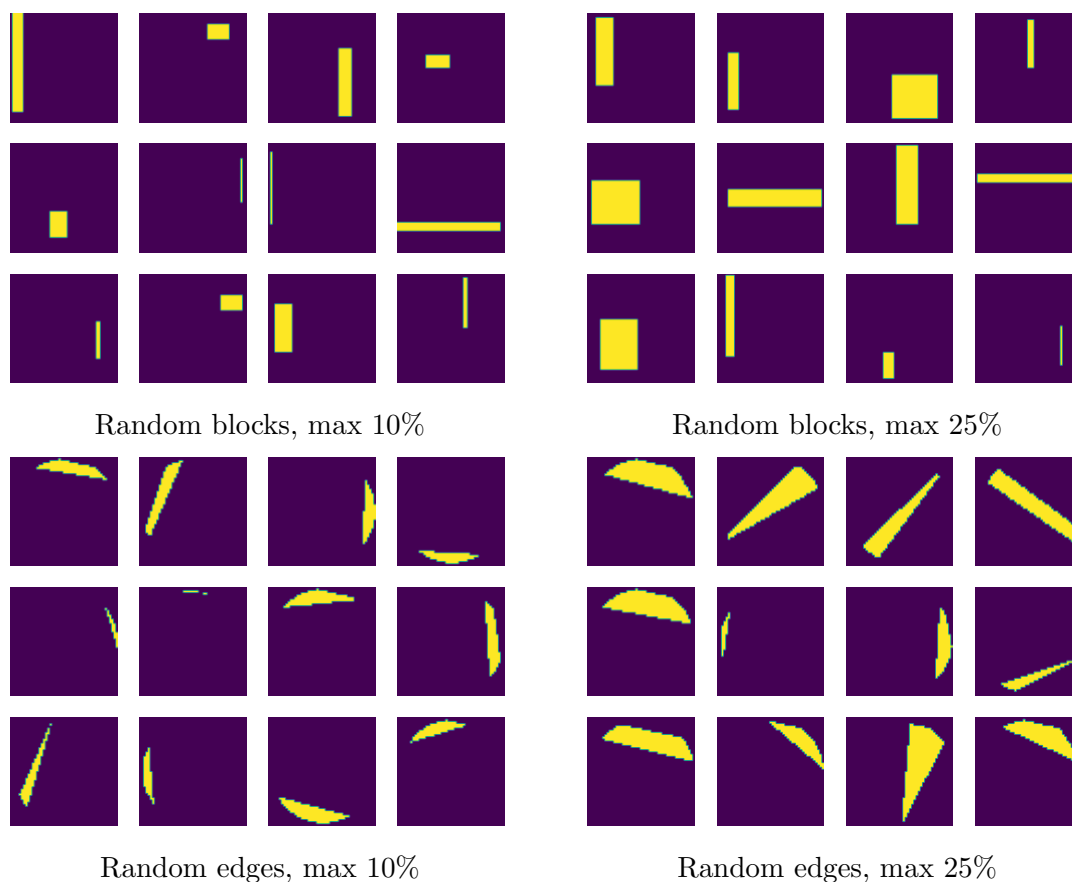 Random blocks, max 10%
Random blocks, max 25%
Random edges, max 10%
Random edges, max 25%